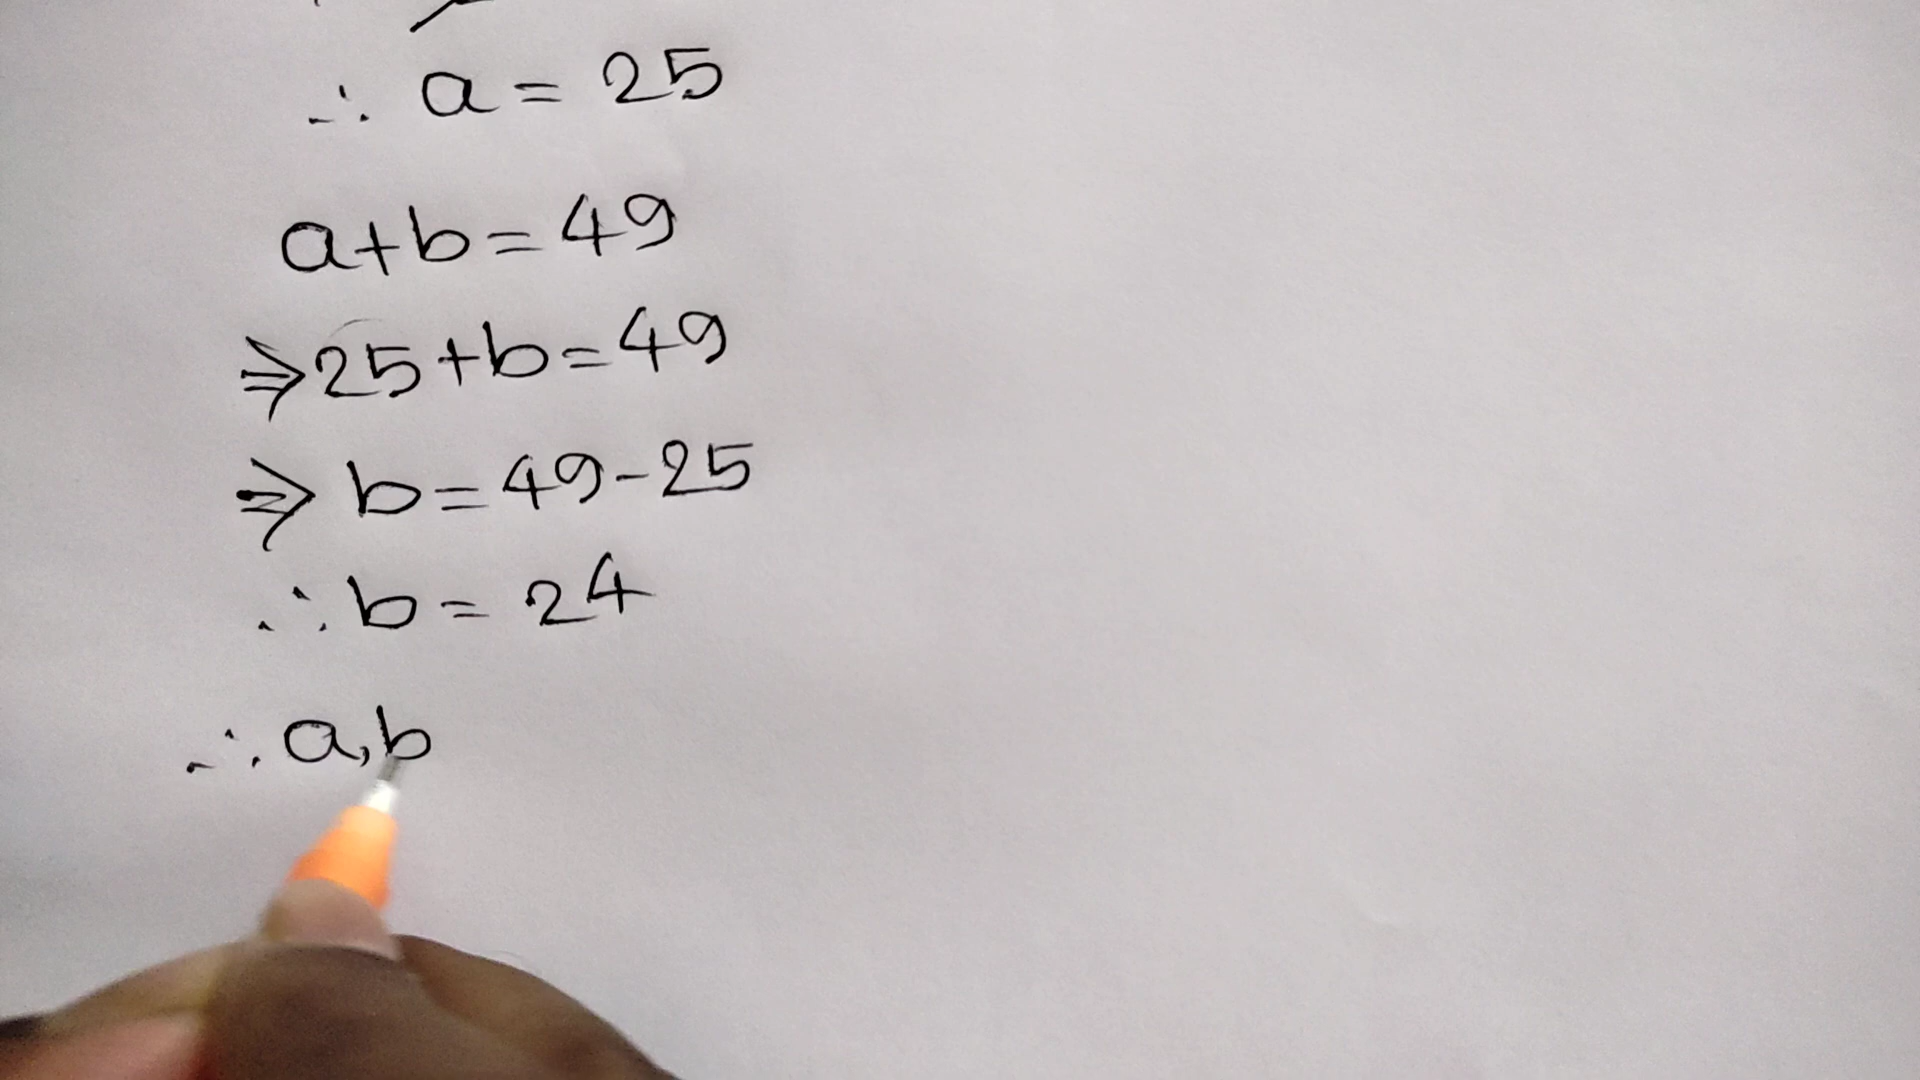 ∴ a = 25
a+b=49
⇒25+b=49
⇒ b=49-25
∴ b = 24
∴ a,b